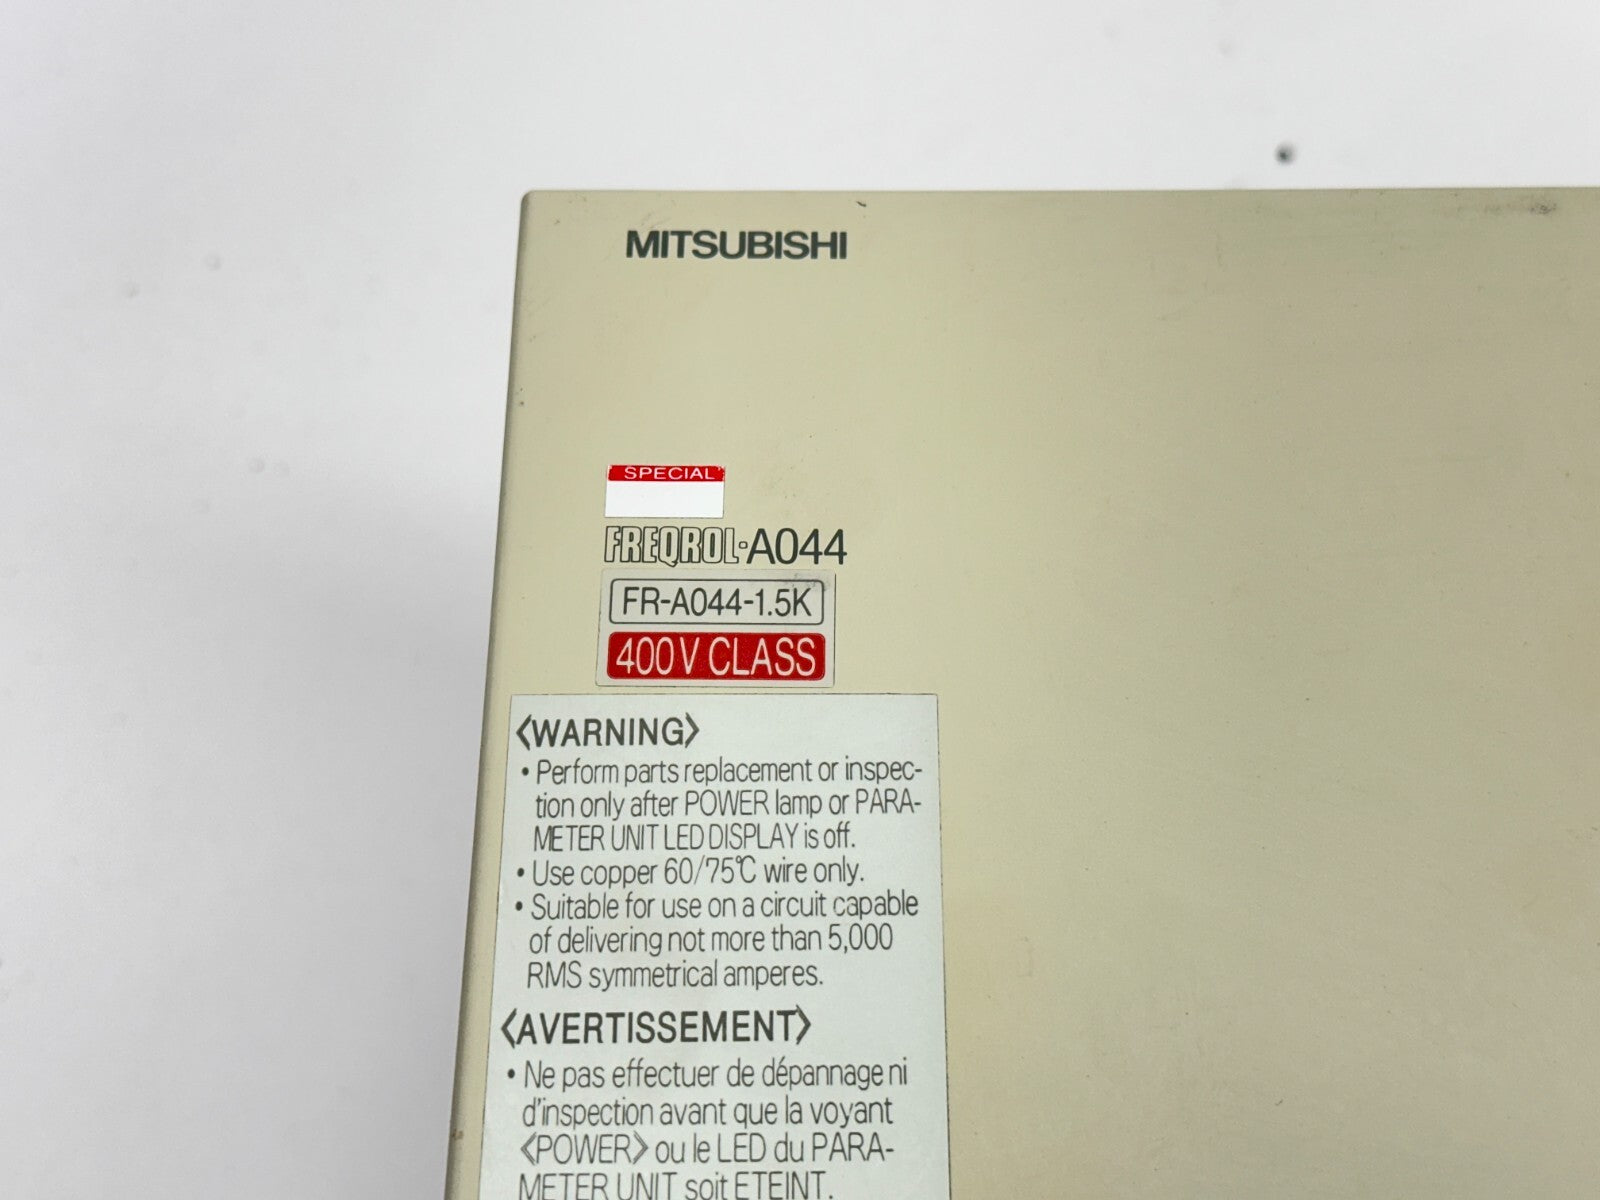 MITSUBISHI
SPECIAL
FREQROL-A044
FR-A044-1.5K
400V CLASS
〈WARNING〉
• Perform parts replacement or inspec-
tion only after POWER lamp or PARA-
METER UNIT LED DISPLAY is off.
• Use copper 60/75℃ wire only.
• Suitable for use on a circuit capable
of delivering not more than 5,000
RMS symmetrical amperes.
〈AVERTISSEMENT〉
• Ne pas effectuer de dépannage ni
d'inspection avant que la voyant
〈POWER〉 ou le LED du PARA-
METER UNIT soit ETEINT.